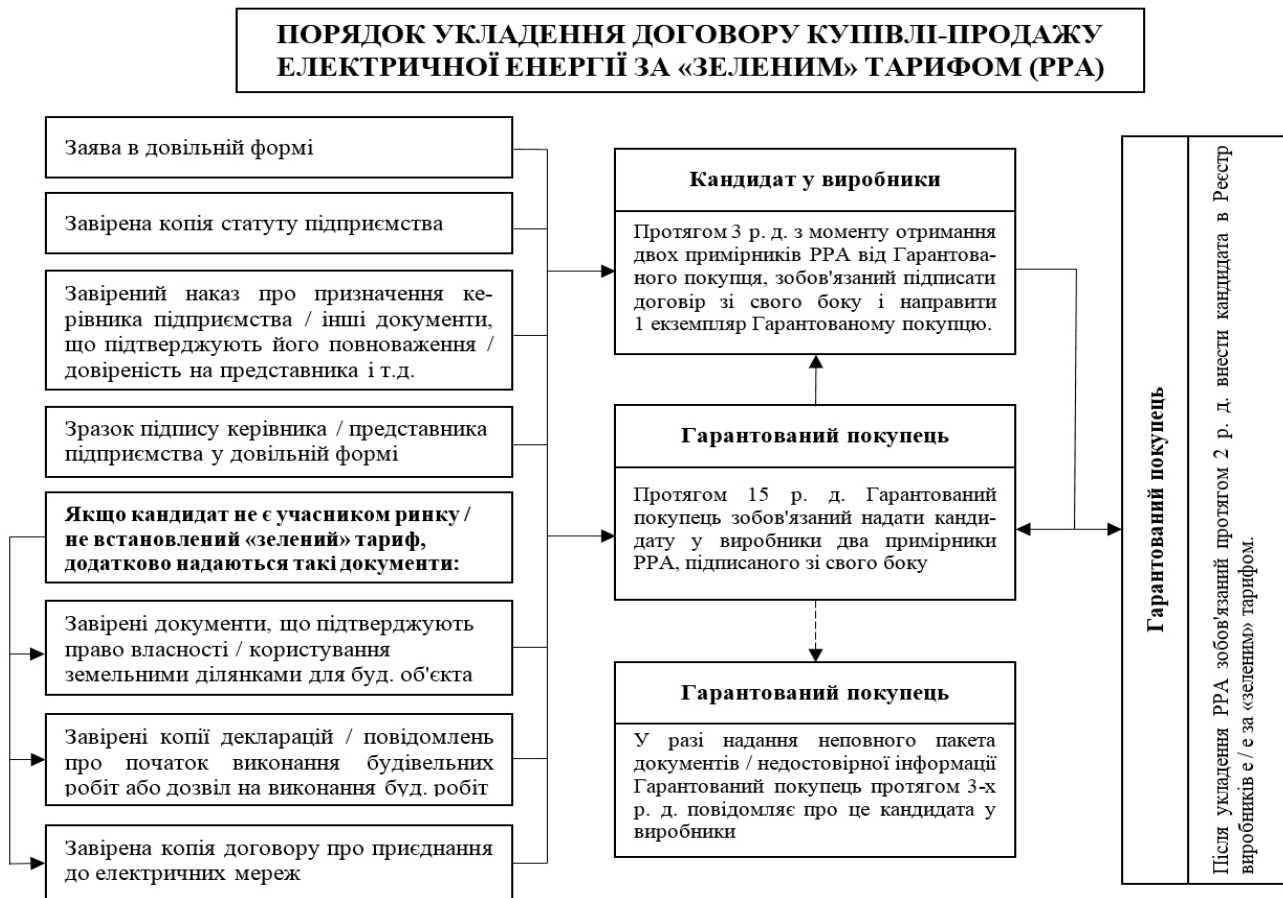 ПОРЯДОК УКЛАДЕННЯ ДОГОВОРУ КУПІВЛІ-ПРОДАЖУ
ЕЛЕКТРИЧНОЇ ЕНЕРГІЇ ЗА «ЗЕЛЕНИМ» ТАРИФОМ (PPA)
Заява в довільній формі
Завірена копія статуту підприємства
Завірений наказ про призначення ке-
рівника підприємства / інші документи,
що підтверджують його повноваження /
довіреність на представника і т.д.
Зразок підпису керівника / представника
підприємства у довільній формі
Якщо кандидат не є учасником ринку /
не встановлений «зелений» тариф,
додатково надаються такі документи:
Завірені документи, що підтверджують
право власності / користування
земельними ділянками для буд. об'єкта
Завірені копії декларацій / повідомлень
про початок виконання будівельних
робіт або дозвіл на виконання буд. робіт
Завірена копія договору про приєднання
до електричних мереж
Кандидат у виробники
Протягом 3 р. д. з моменту отримання
двох примірників PPA від Гарантова-
ного покупця, зобов'язаний підписати
договір зі свого боку і направити
1 екземпляр Гарантованому покупцю.
Гарантований покупець
Протягом 15 р. д. Гарантований
покупець зобов'язаний надати канди-
дату у виробники два примірники
PPA, підписаного зі свого боку
Гарантований покупець
У разі надання неповного пакета
документів / недостовірної інформації
Гарантований покупець протягом 3-х
р. д. повідомляє про це кандидата у
виробники
Гарантований покупець
Після укладення PPA зобов'язаний протягом 2 р. д. внести кандидата в Реєстр
виробників е / е за «зеленим» тарифом.